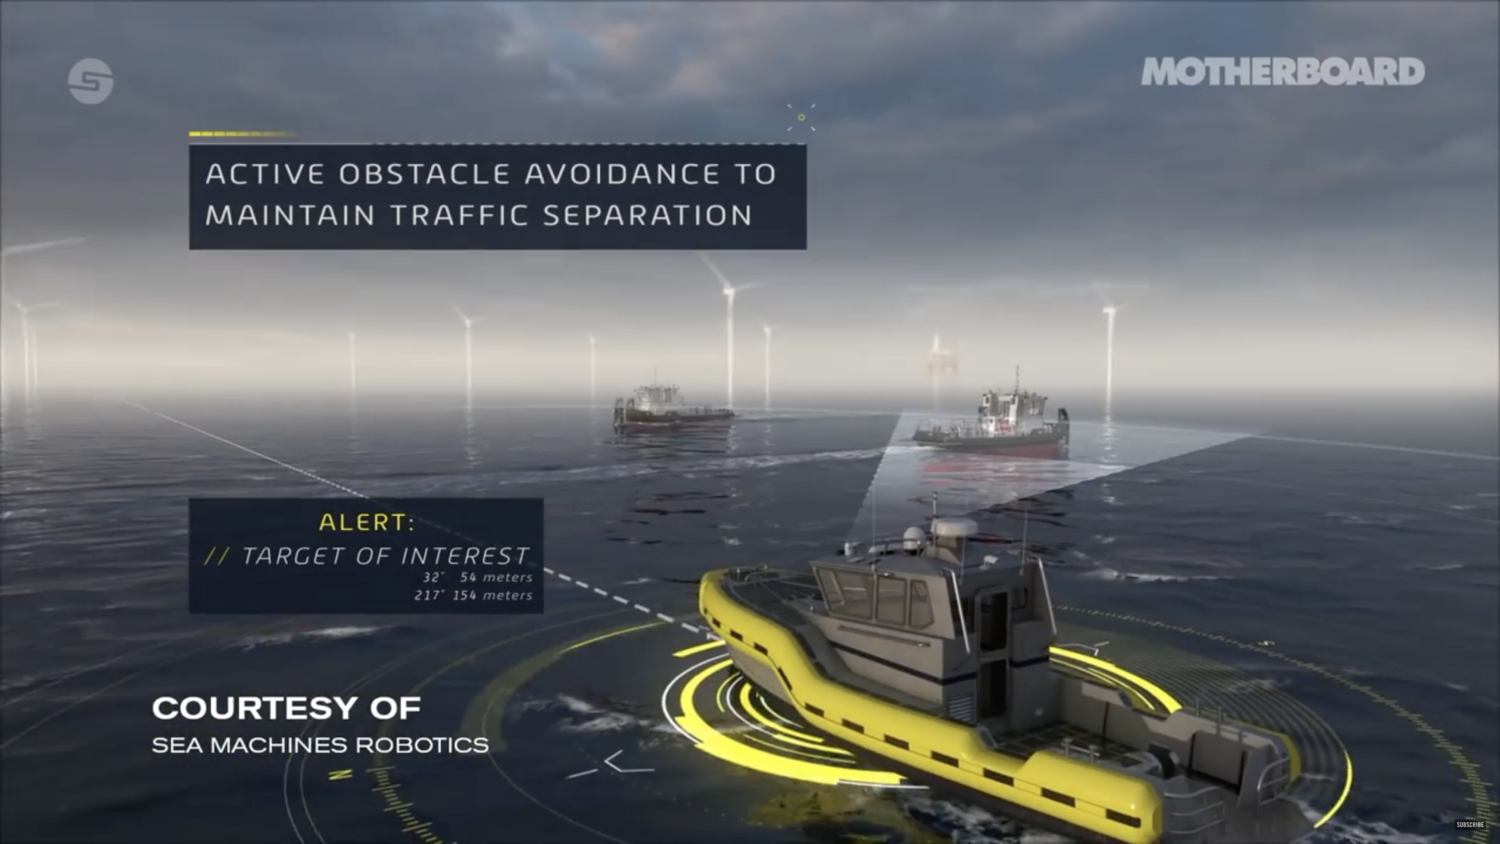 MOTHERBOARD
ACTIVE OBSTACLE AVOIDANCE TO
MAINTAIN TRAFFIC SEPARATION
ALERT:
// TARGET OF INTEREST
32° 54 meters
217° 154 meters
COURTESY OF
SEA MACHINES ROBOTICS
N
SUBSCRIBE